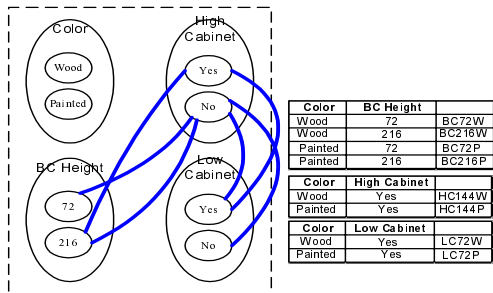 Color
High
Cabinet
Wood
Painted
Yes
No
BC Height
Low
Cabinet
72
216
Yes
No
Color BC Height
Wood 72 BC72W
Wood 216 BC216W
Painted 72 BC72P
Painted 216 BC216P
Color High Cabinet
Wood Yes HC144W
Painted Yes HC144P
Color Low Cabinet
Wood Yes LC72W
Painted Yes LC72P